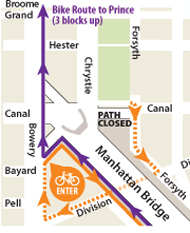 Broome
Grand
Bike Route to Prince
(3 blocks up)
Hester
Chrystie
Forsyth
Canal
PATH
CLOSED
Canal
Bowery
Bayard
ENTER
Manhattan Bridge
Forsyth
Pell
Division